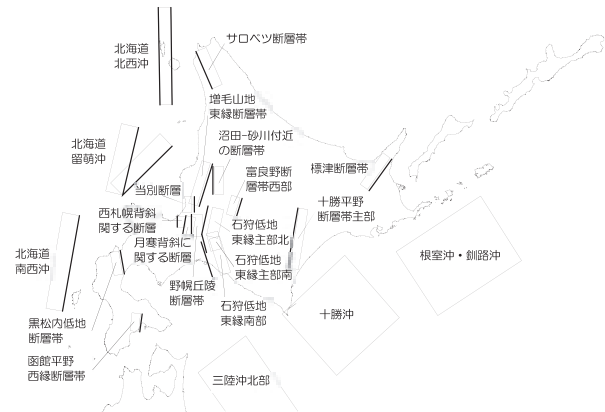 北海道
北西沖
サロベツ断層帯
増毛山地
東縁断層帯
沼田−砂川付近
の断層帯
北海道
留萌沖
富良野断
層帯西部
標津断層帯
当別断層
十勝平野
断層帯主部
西札幌背斜
関する断層
石狩低地
東縁主部北
月寒背斜に
関する断層
北海道
南西沖
石狩低地
東縁主部南
根室沖・釧路沖
野幌丘陵
断層帯
石狩低地
東縁南部
十勝沖
黒松内低地
断層帯
函館平野
西縁断層帯
三陸沖北部